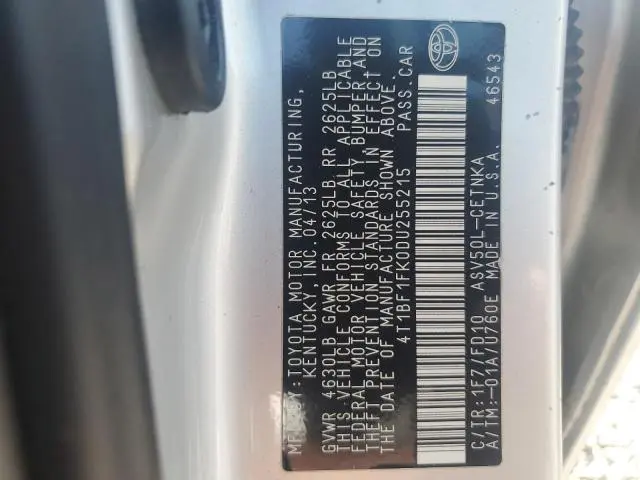 MFD. BY: TOYOTA MOTOR MANUFACTURING,
KENTUCKY, INC. 04/13
GVWR 4630LB GAWR FR 2625LB RR 2625LB
THIS VEHICLE CONFORMS TO ALL APPLICABLE
FEDERAL MOTOR VEHICLE SAFETY, BUMPER, AND
THEFT PREVENTION STANDARDS IN EFFECT ON
THE DATE OF MANUFACTURE SHOWN ABOVE.
4T1BF1FK0DU255215 PASS.CAR
C/TR:1F7/FD10 ASV50L-CETNKA
A/TM:-01A/U760E MADE IN U.S.A. 46543